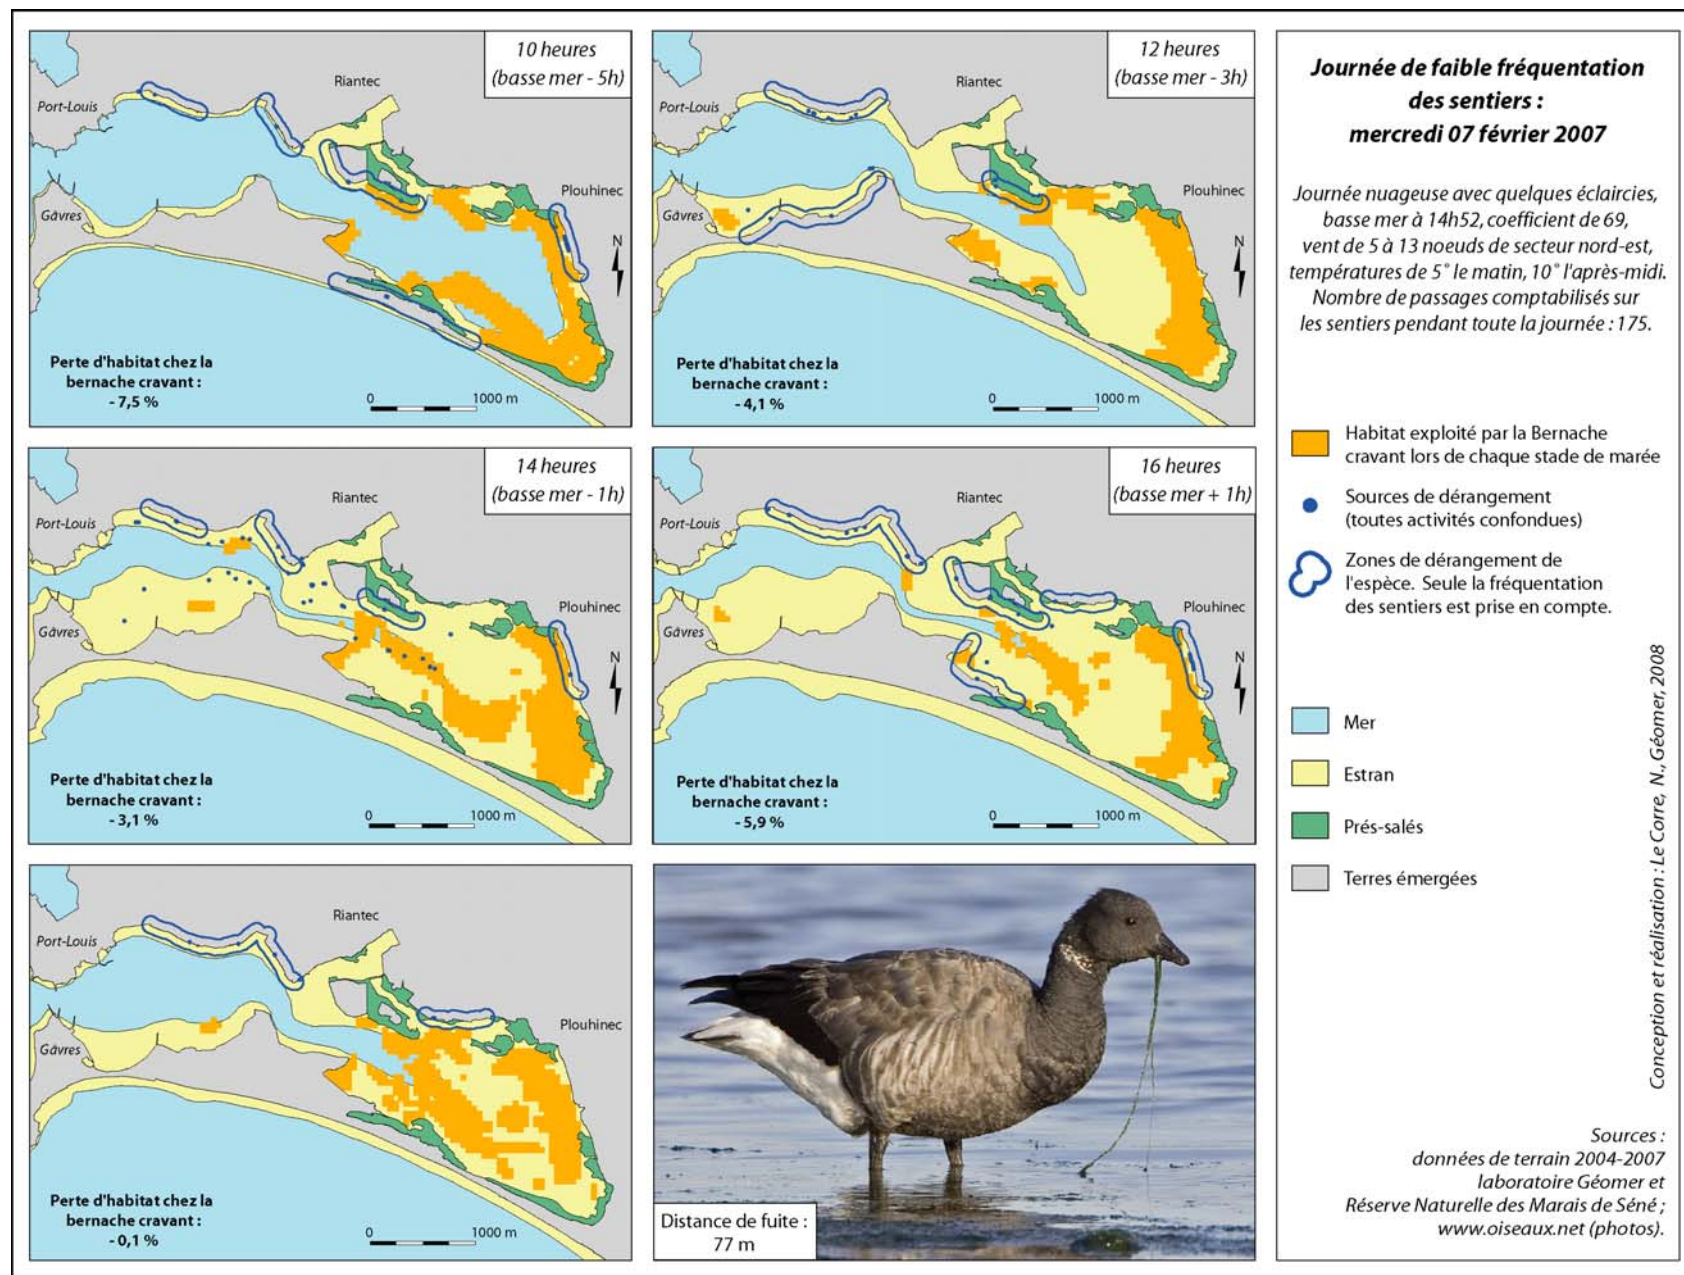 10 heures
(basse mer - 5h)
Riantec
Port-Louis
Plouhinec
Gâvres
N
Perte d'habitat chez la
bernache cravant :
- 7,5 %
0 1000 m
12 heures
(basse mer - 3h)
Riantec
Port-Louis
Plouhinec
Gâvres
N
Perte d'habitat chez la
bernache cravant :
- 4,1 %
0 1000 m
14 heures
(basse mer - 1h)
Riantec
Port-Louis
Plouhinec
Gâvres
N
Perte d'habitat chez la
bernache cravant :
- 3,1 %
0 1000 m
16 heures
(basse mer + 1h)
Riantec
Port-Louis
Plouhinec
Gâvres
N
Perte d'habitat chez la
bernache cravant :
- 5,9 %
0 1000 m
Riantec
Port-Louis
Plouhinec
Gâvres
Perte d'habitat chez la
bernache cravant :
- 0,1 %
0 1000 m
Distance de fuite :
77 m
Journée de faible fréquentation
des sentiers :
mercredi 07 février 2007
Journée nuageuse avec quelques éclaircies,
basse mer à 14h52, coefficient de 69,
vent de 5 à 13 noeuds de secteur nord-est,
températures de 5° le matin, 10° l'après-midi.
Nombre de passages comptabilisés sur
les sentiers pendant toute la journée : 175.
Habitat exploité par la Bernache
cravant lors de chaque stade de marée
Sources de dérangement
(toutes activités confondues)
Zones de dérangement de
l'espèce. Seule la fréquentation
des sentiers est prise en compte.
Mer
Estran
Prés-salés
Terres émergées
Conception et réalisation : Le Corre, N., Géomer, 2008
Sources :
données de terrain 2004-2007
laboratoire Géomer et
Réserve Naturelle des Marais de Séné ;
www.oiseaux.net (photos).